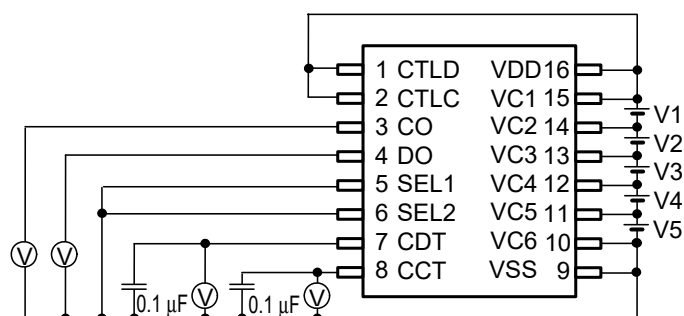 1 CTLD VDD 16
2 CTLC VC1 15
V1
3 CO VC2 14
V2
4 DO VC3 13
V3
5 SEL1 VC4 12
V4
6 SEL2 VC5 11
V5
7 CDT VC6 10
8 CCT VSS 9
V V V V
0.1 µF 0.1 µF